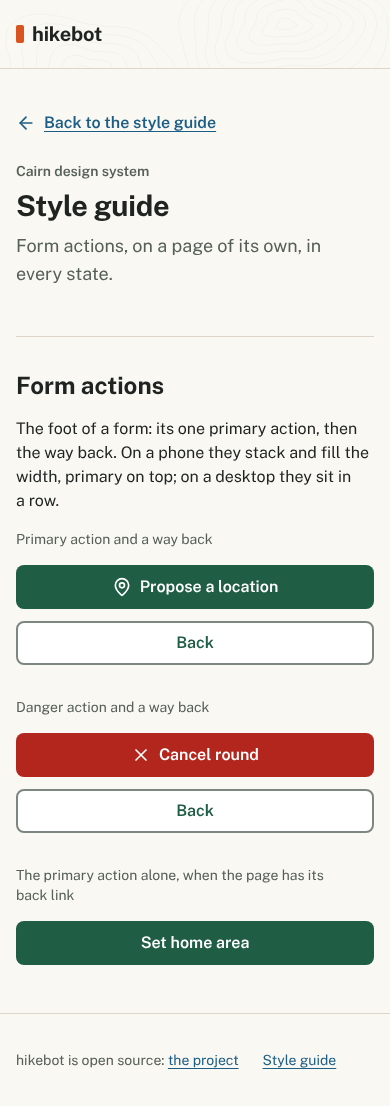 hikebot
Back to the style guide
Cairn design system
Style guide
Form actions, on a page of its own, in
every state.
Form actions
The foot of a form: its one primary action, then
the way back. On a phone they stack and fill the
width, primary on top; on a desktop they sit in
a row.
Primary action and a way back
Propose a location
Back
Danger action and a way back
Cancel round
Back
The primary action alone, when the page has its
back link
Set home area
hikebot is open source: the project Style guide